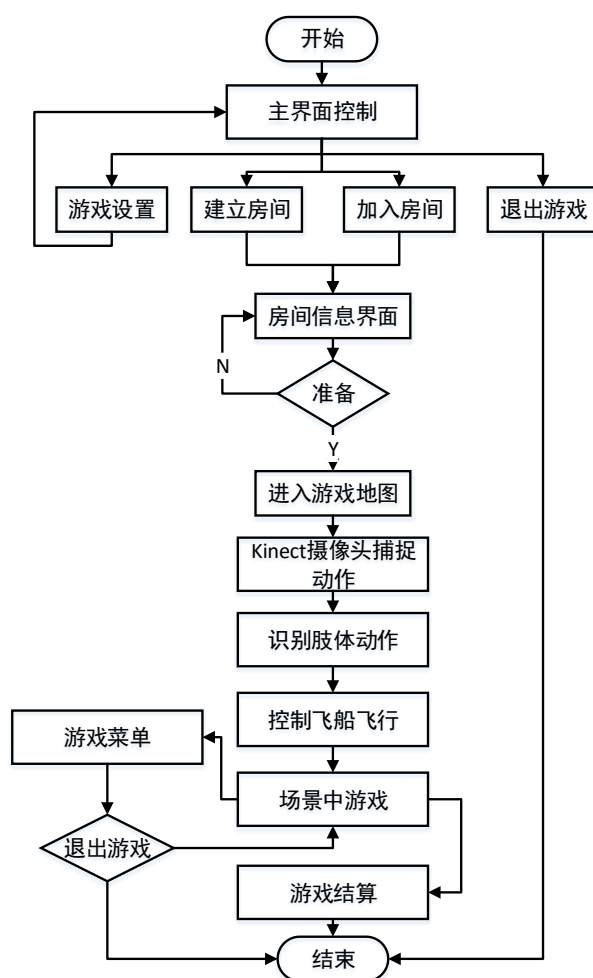 开始
主界面控制
游戏设置
建立房间
加入房间
退出游戏
房间信息界面
N
准备
Y
进入游戏地图
Kinect摄像头捕捉
动作
识别肢体动作
控制飞船飞行
游戏菜单
场景中游戏
退出游戏
游戏结算
结束